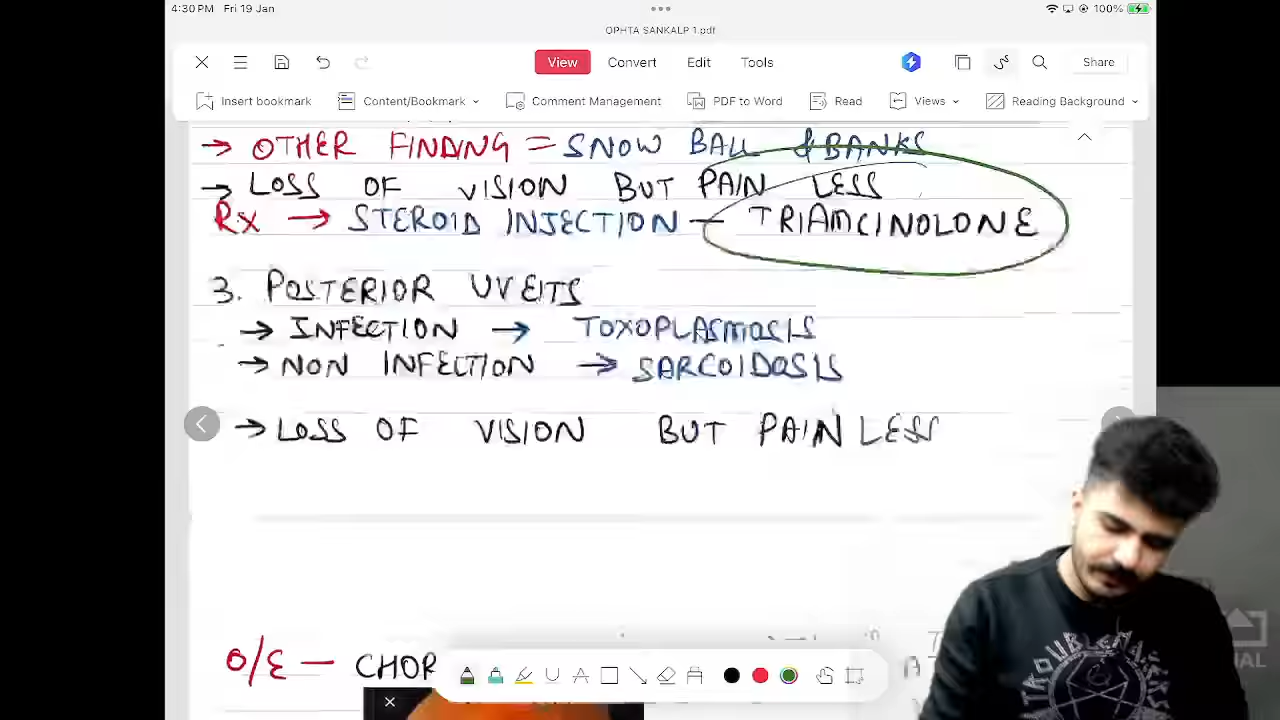 4:30 PM Fri 19 Jan
100%
OPHTA SANKALP 1.pdf
View Convert Edit Tools Share
Insert bookmark Content/Bookmark Comment Management PDF to Word Read Views Reading Background
→ OTHER FINDING = SNOW BALL & BANKS
→ LOSS OF VISION BUT PAIN LESS
Rx → STEROID INJECTION - TRIAMCINOLONE
3. POSTERIOR UVEITS
→ INFECTION → TOXOPLASMOSIS
→ NON INFECTION → SARCOIDOSIS
→ LOSS OF VISION BUT PAINLESS
O/E - CHOR
TROUBLEMAKERS